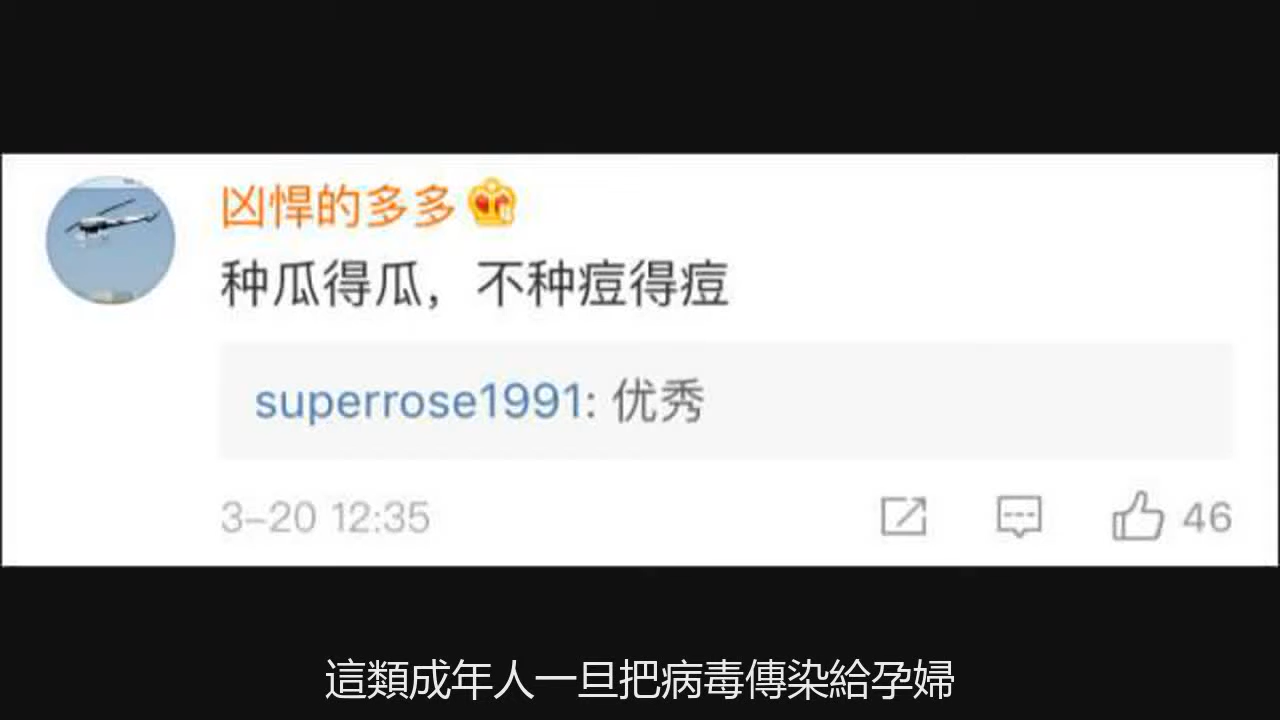 凶悍的多多
种瓜得瓜，不种痘得痘
superrose1991: 优秀
3-20 12:35
46
這類成年人一旦把病毒傳染給孕婦